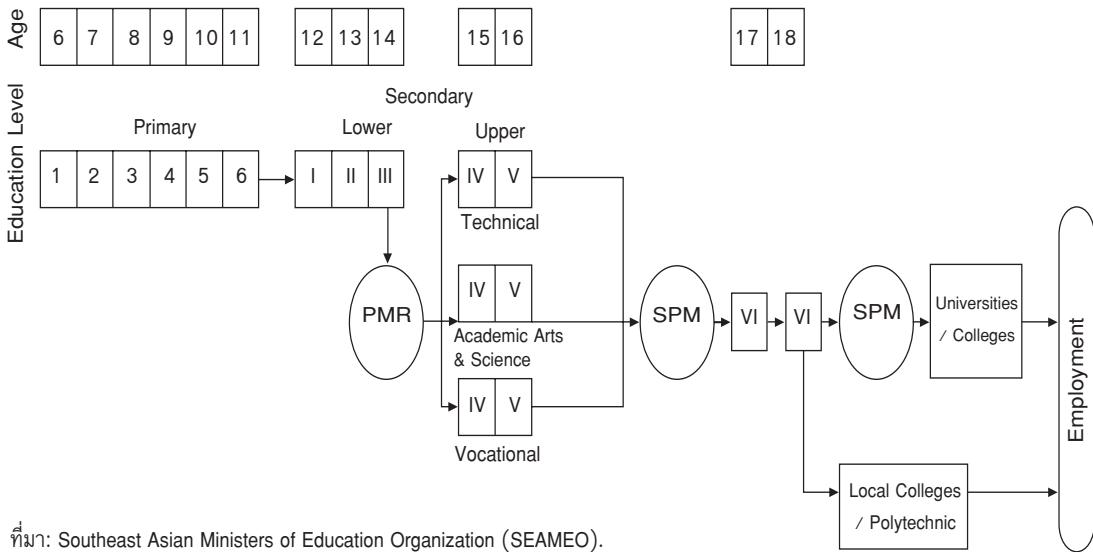 Age
6 7 8 9 10 11 12 13 14 15 16 17 18
Education Level
Secondary
Primary Lower Upper
1 2 3 4 5 6 I II III IV V
Technical
PMR
IV V
Academic Arts
& Science
SPM
VI
VI
SPM
Universities
/ Colleges
IV V
Vocational
Local Colleges
/ Polytechnic
Employment
ที่มา: Southeast Asian Ministers of Education Organization (SEAMEO).